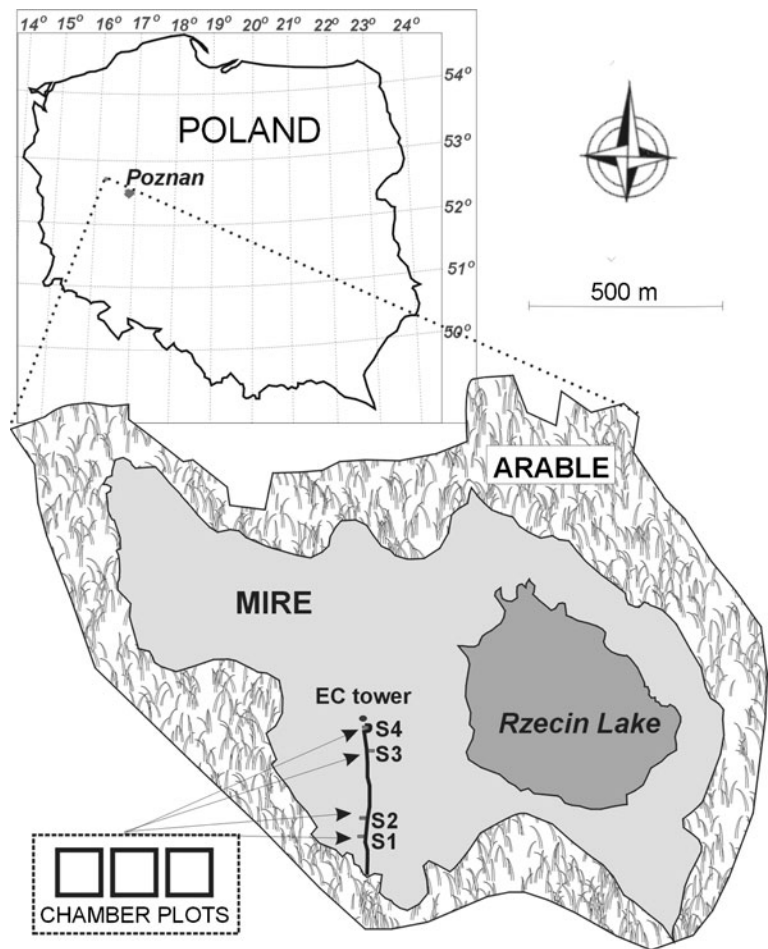 14° 15° 16° 17° 18° 19° 20° 21° 22° 23° 24°
54°
POLAND
53°
Poznan
52°
51°
50°
500 m
ARABLE
MIRE
EC tower
S4
S3
Rzecin Lake
S2
S1
CHAMBER PLOTS